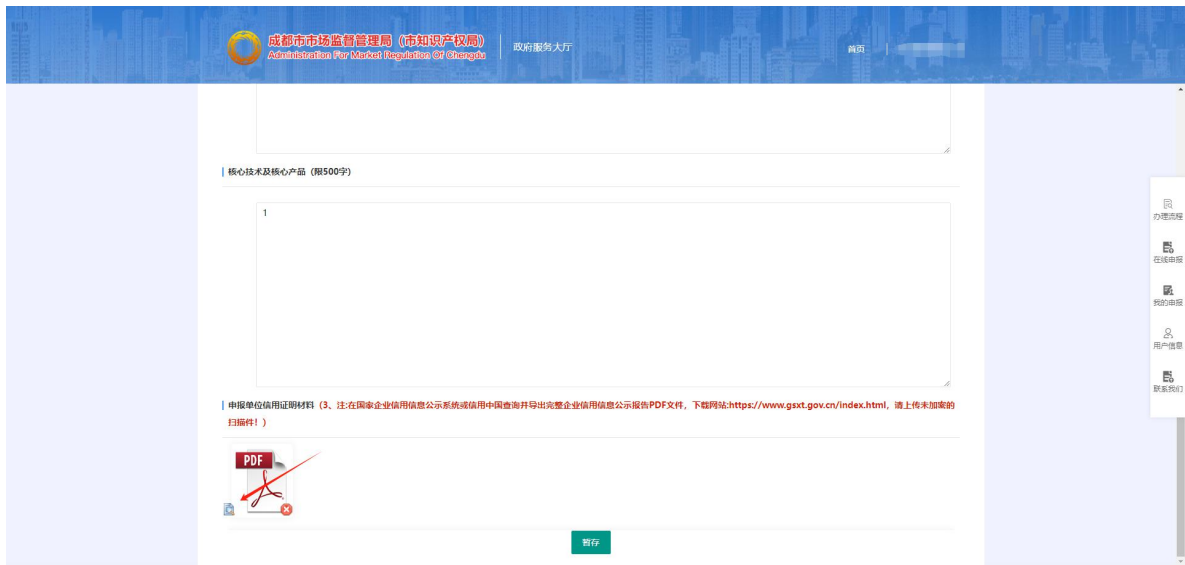 成都市市场监督管理局（市知识产权局）
Administration For Market Regulation Of Chengdu
政府服务大厅
首页 |
核心技术及核心产品（限500字）
1
申报单位信用证明材料（3、注:在国家企业信用信息公示系统或信用中国查询并导出完整企业信用信息公示报告PDF文件，下载网站:https://www.gsxt.gov.cn/index.html，请上传未加密的
扫描件！）
PDF
暂存
办理流程
在线申报
我的申报
用户信息
联系我们